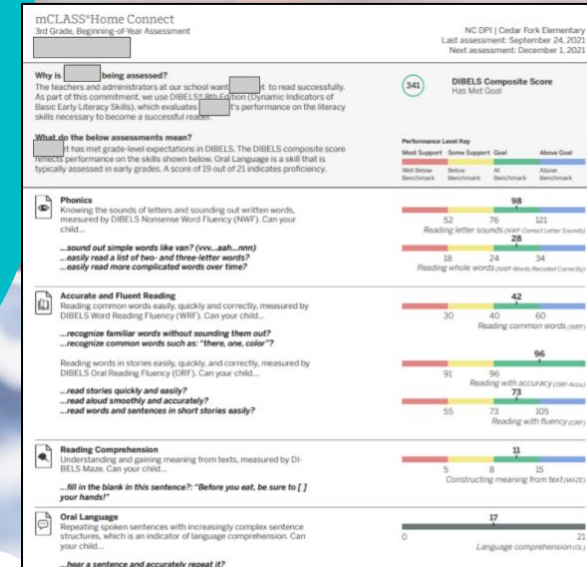 mCLASS®Home Connect
3rd Grade, Beginning-of-Year Assessment
NC DPI | Cedar Fork Elementary
Last assessment: September 24, 2021
Next assessment: December 1, 2021
Why is being assessed?
The teachers and administrators at our school want t to read successfully.
As part of this commitment, we use DIBELS® 8th Edition (Dynamic Indicators of
Basic Early Literacy Skills), which evaluates t's performance on the literacy
skills necessary to become a successful reader.
341
DIBELS Composite Score
Has Met Goal
What do the below assessments mean?
t has met grade-level expectations in DIBELS. The DIBELS composite score
reflects performance on the skills shown below. Oral Language is a skill that is
typically assessed in early grades. A score of 19 out of 21 indicates proficiency.
Performance Level Key
Most Support Some Support Goal Above Goal
Well Below Benchmark
Below Benchmark
At Benchmark
Above Benchmark
Phonics
Knowing the sounds of letters and sounding out written words,
measured by DIBELS Nonsense Word Fluency (NWF). Can your
child...
...sound out simple words like van? (vvv...aah...nnn)
...easily read a list of two- and three-letter words?
...easily read more complicated words over time?
98
52 76 121
Reading letter sounds (NWF-Correct Letter Sounds)
28
18 24 34
Reading whole words (NWF-Words Recoded Correctly)
Accurate and Fluent Reading
Reading common words easily, quickly and correctly, measured by
DIBELS Word Reading Fluency (WRF). Can your child...
...recognize familiar words without sounding them out?
...recognize common words such as: "there, one, color"?
42
30 40 60
Reading common words (WRF)
Reading words in stories easily, quickly, and correctly, measured by
DIBELS Oral Reading Fluency (ORF). Can your child...
...read stories quickly and easily?
...read aloud smoothly and accurately?
...read words and sentences in short stories easily?
96
91 96
Reading with accuracy (ORF-Accu)
73
55 73 105
Reading with fluency (ORF)
Reading Comprehension
Understanding and gaining meaning from texts, measured by DI-
BELS Maze. Can your child...
...fill in the blank in this sentence?: "Before you eat, be sure to [ ]
your hands!"
11
5 8 15
Constructing meaning from text (MAZE)
Oral Language
Repeating spoken sentences with increasingly complex sentence
structures, which is an indicator of language comprehension. Can
your child...
...hear a sentence and accurately repeat it?
17
0 21
Language comprehension (OL)